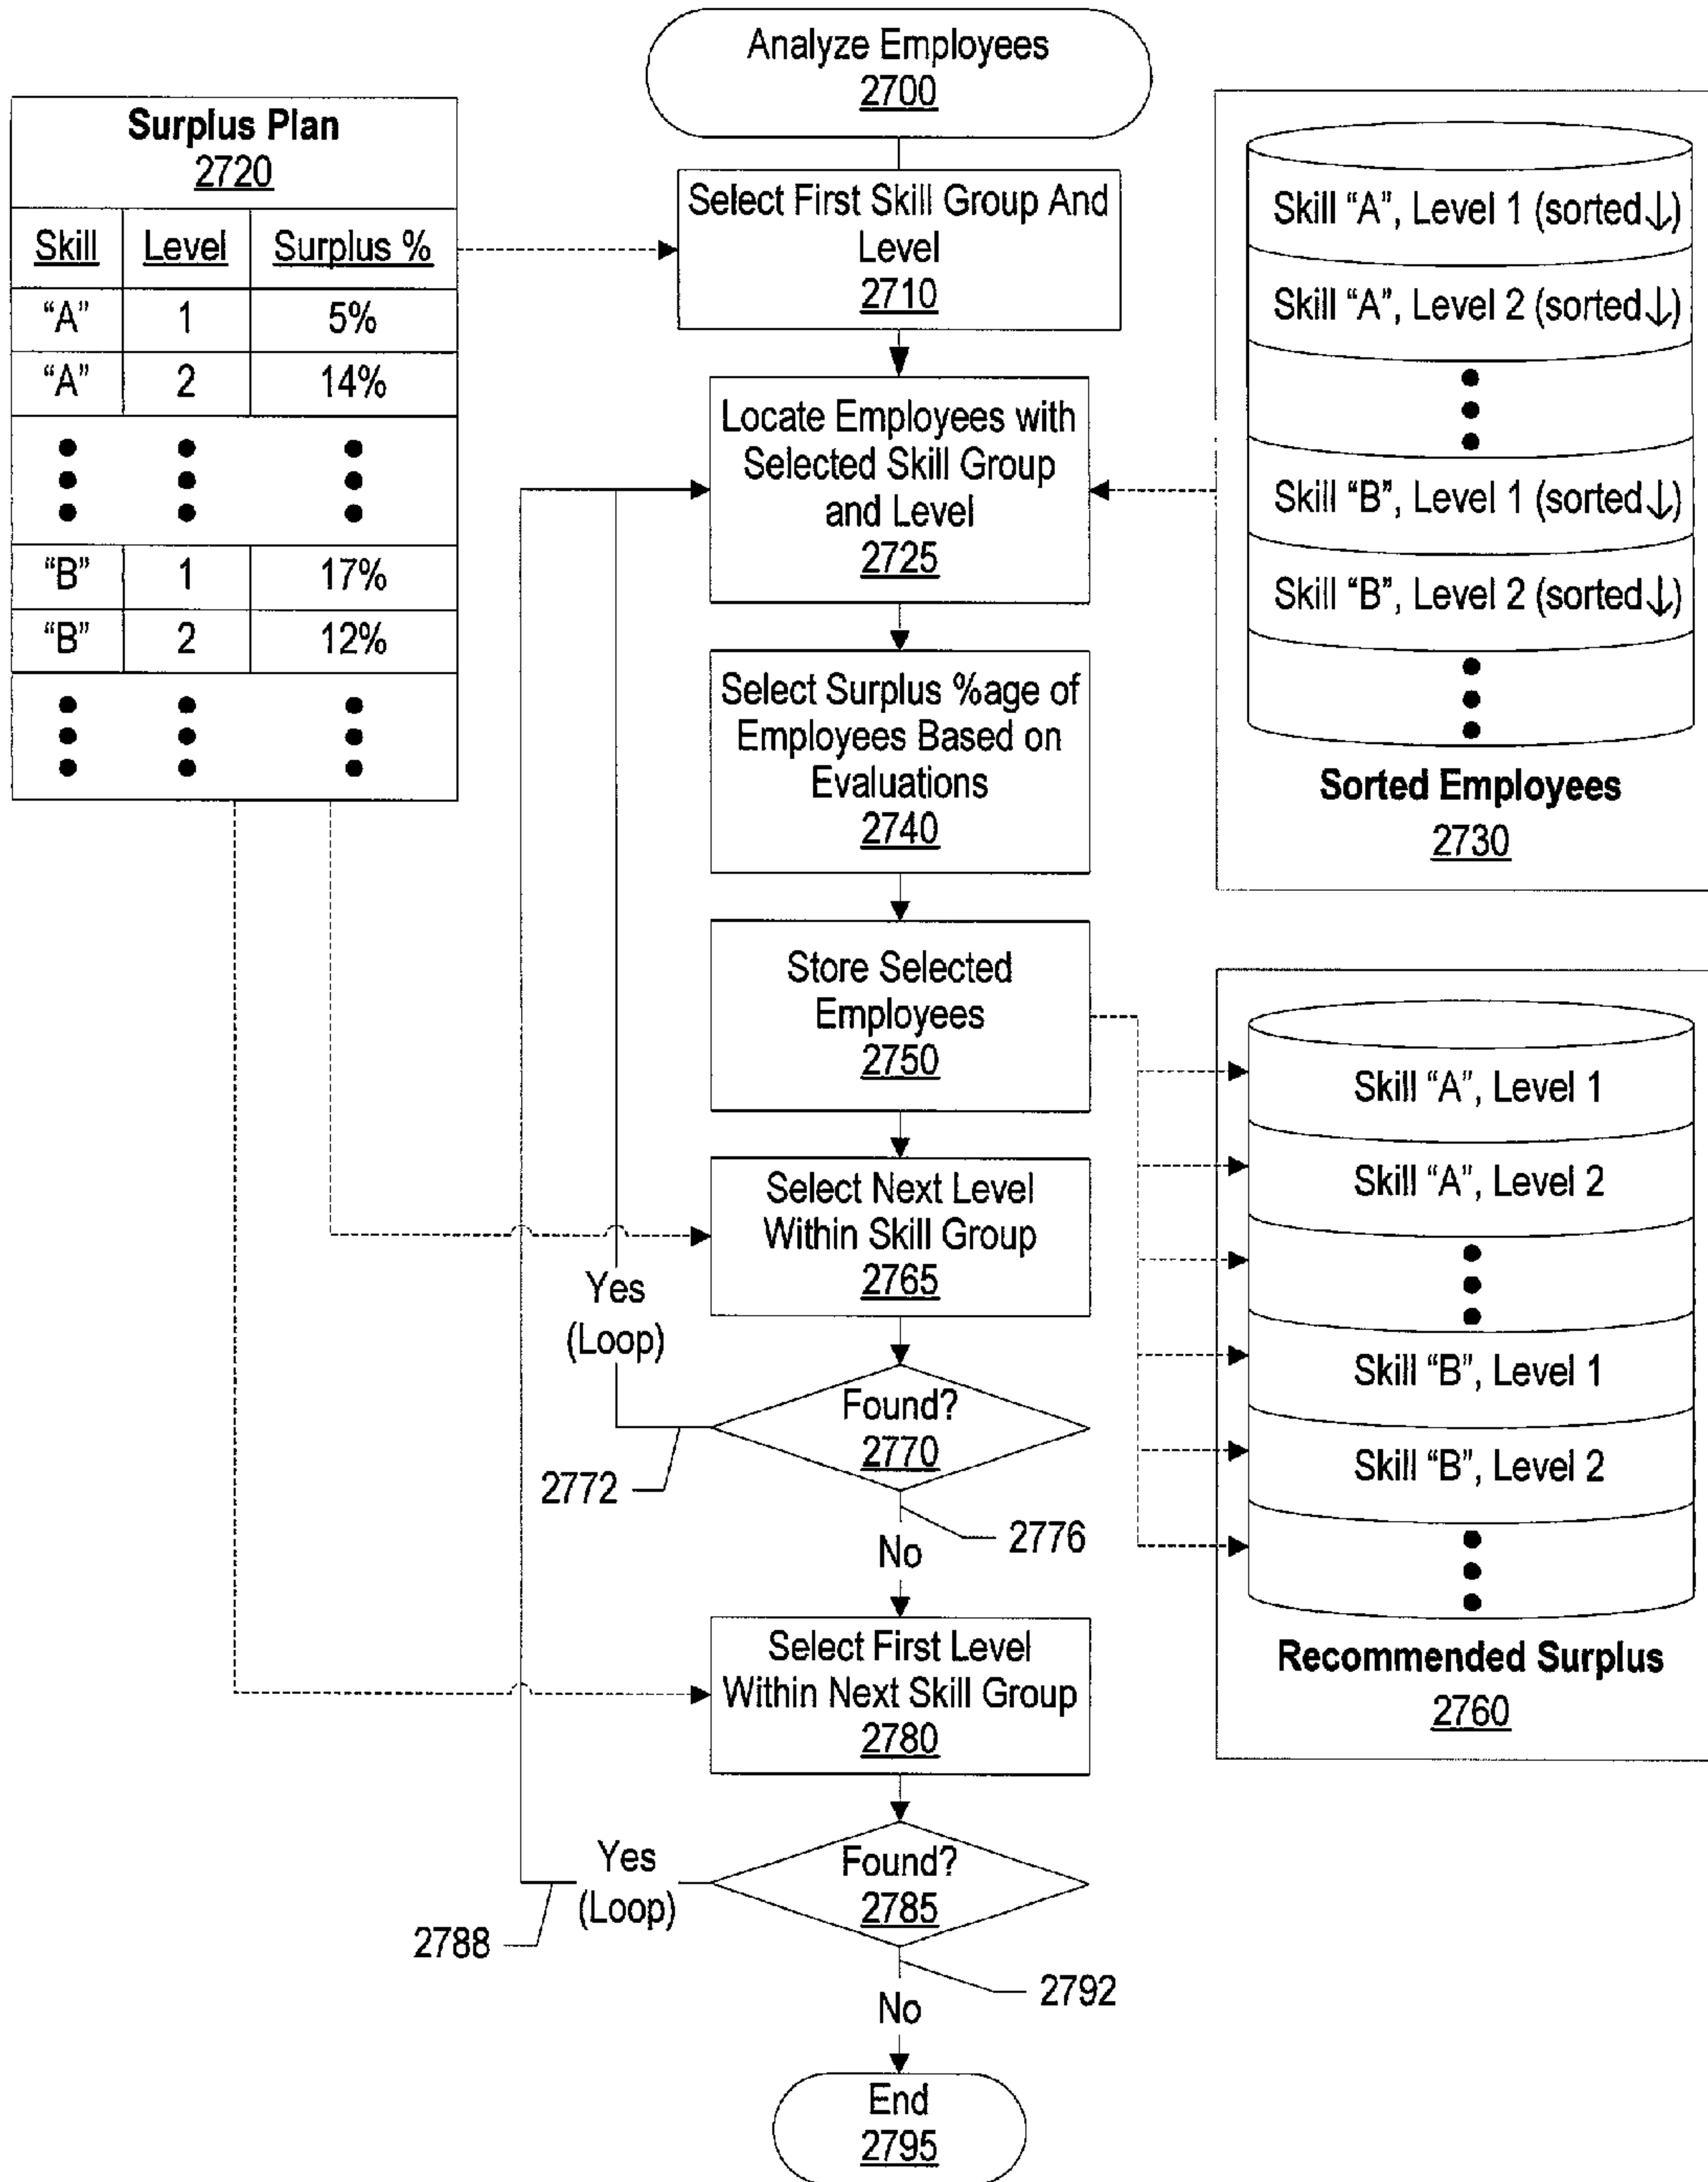 Analyze Employees
2700
Surplus Plan
2720
Skill Level Surplus %
“A” 1 5%
“A” 2 14%
“B” 1 17%
“B” 2 12%
Select First Skill Group And
Level
2710
Locate Employees with
Selected Skill Group
and Level
2725
Skill “A”, Level 1 (sorted↓)
Skill “A”, Level 2 (sorted↓)
Skill “B”, Level 1 (sorted↓)
Skill “B”, Level 2 (sorted↓)
Sorted Employees
2730
Select Surplus %age of
Employees Based on
Evaluations
2740
Store Selected
Employees
2750
Skill “A”, Level 1
Skill “A”, Level 2
Skill “B”, Level 1
Skill “B”, Level 2
Recommended Surplus
2760
Select Next Level
Within Skill Group
2765
Yes
(Loop)
Found?
2770
2772
2776
No
Select First Level
Within Next Skill Group
2780
Yes
(Loop)
Found?
2785
2788
2792
No
End
2795